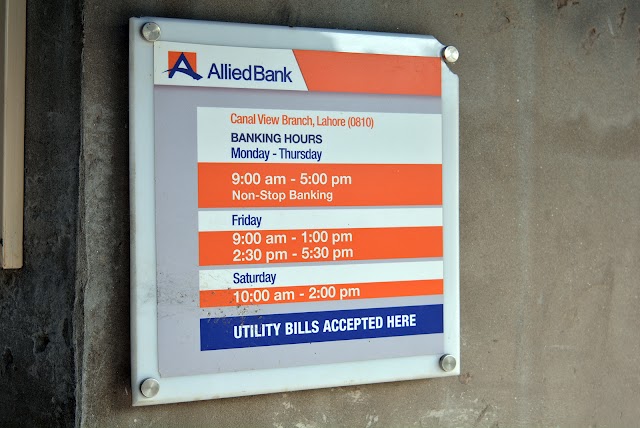 AlliedBank
Canal View Branch, Lahore (0810)
BANKING HOURS
Monday - Thursday
9:00 am - 5:00 pm
Non-Stop Banking
Friday
9:00 am - 1:00 pm
2:30 pm - 5:30 pm
Saturday
10:00 am - 2:00 pm
UTILITY BILLS ACCEPTED HERE